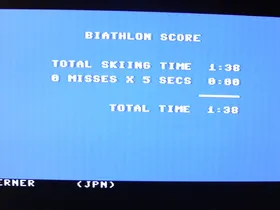 BIATHLON SCORE
TOTAL SKIING TIME 1:38
0 MISSES X 5 SECS 0:00
TOTAL TIME 1:38
ERNER (JPN)